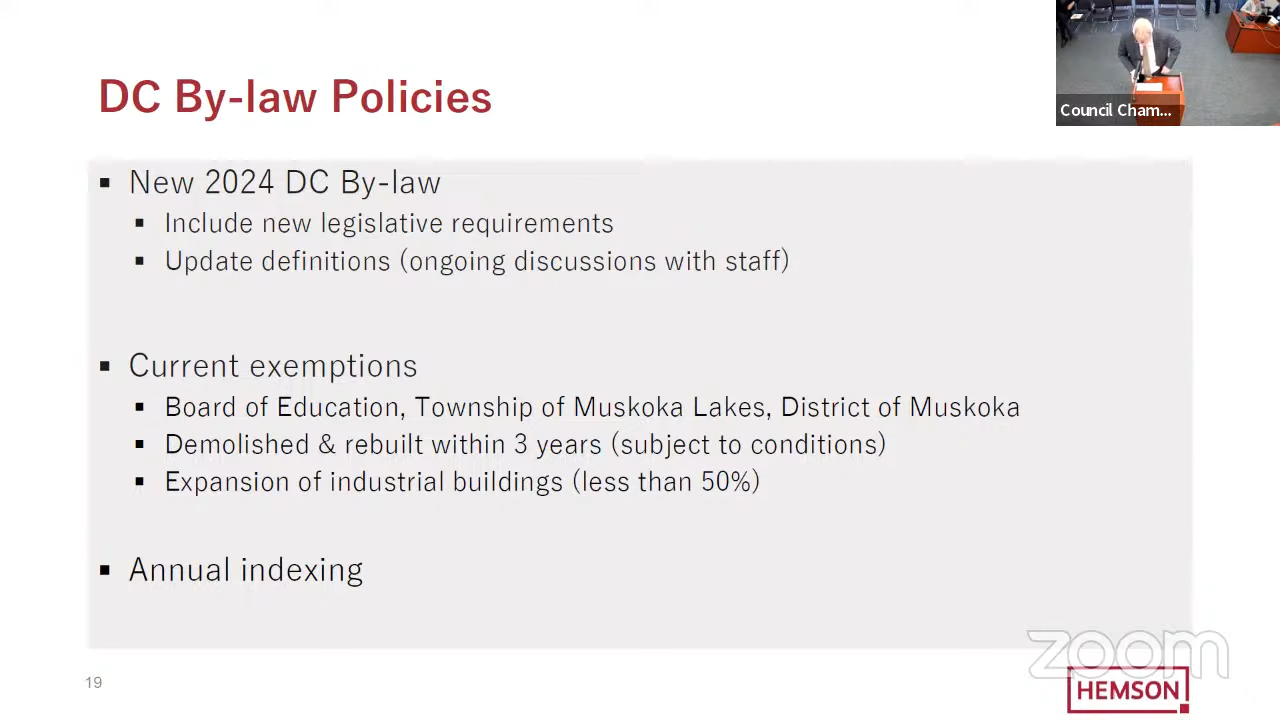 DC By-law Policies
Council Cham...
▪ New 2024 DC By-law
▪ Include new legislative requirements
▪ Update definitions (ongoing discussions with staff)
▪ Current exemptions
▪ Board of Education, Township of Muskoka Lakes, District of Muskoka
▪ Demolished & rebuilt within 3 years (subject to conditions)
▪ Expansion of industrial buildings (less than 50%)
▪ Annual indexing
zoom
19
HEMSON